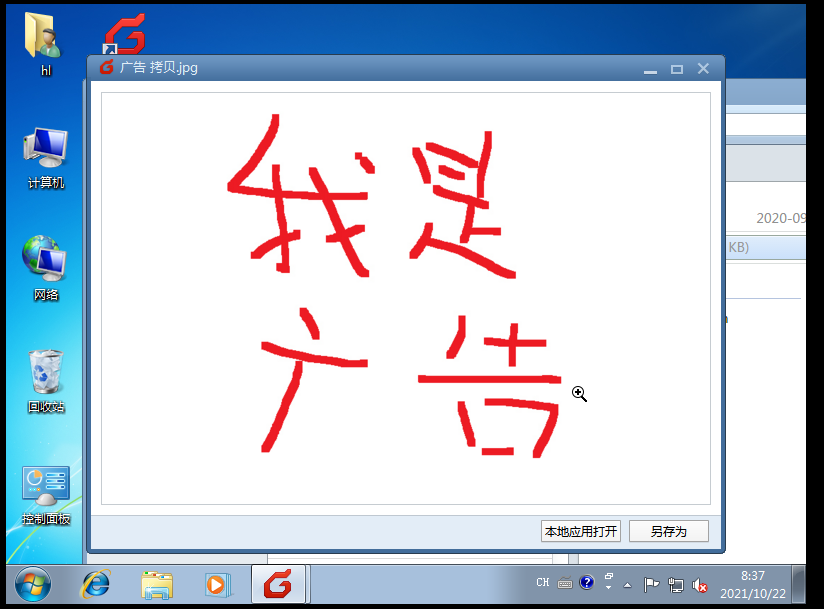 hl
广告 拷贝.jpg
计算机
2020-09
KB)
网络
我是
广告
回收站
控制面板
本地应用打开
另存为
CH
8:37
2021/10/22